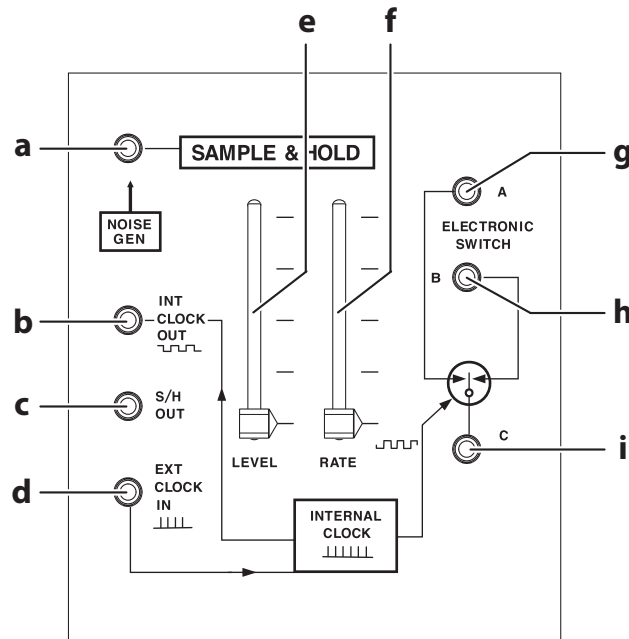 e
f
a
SAMPLE & HOLD
g
A
NOISE
GEN
ELECTRONIC
SWITCH
B
h
b
INT
CLOCK
OUT
c
S/H
OUT
C
i
LEVEL
RATE
d
EXT
CLOCK
IN
INTERNAL
CLOCK